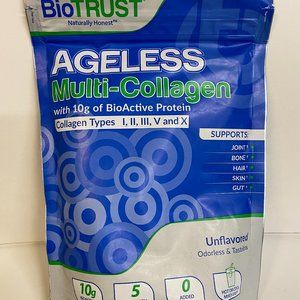 BioTRUST
Naturally Honest™
AGELESS
Multi-Collagen
with 10g of BioActive Protein
Collagen Types I, II, III, V and X
SUPPORTS:
JOINT
BONE
HAIR
SKIN
GUT
Unflavored
Odorless & Tasteless
10g
5
0
ADDED